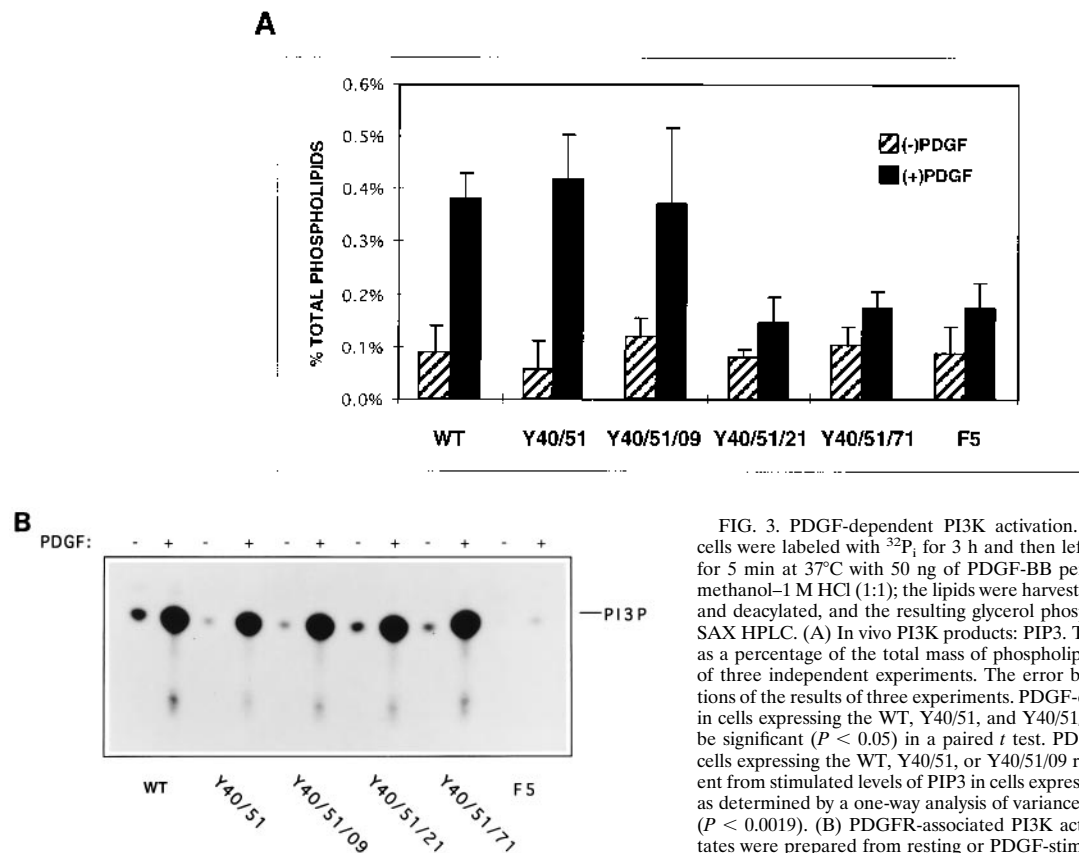 A
0.6%
0.5%
0.4%
0.3%
0.2%
0.1%
0.0%
% TOTAL PHOSPHOLIPIDS
(-)PDGF
(+)PDGF
WT Y40/51 Y40/51/09 Y40/51/21 Y40/51/71 F5
B
PDGF: - + - + - + - + - + - +
PI3P
WT Y40/51 Y40/51/09 Y40/51/21 Y40/51/71 F5
FIG. 3. PDGF-dependent PI3K activation.
cells were labeled with ³²Pᵢ for 3 h and then lef
for 5 min at 37°C with 50 ng of PDGF-BB pe
methanol–1 M HCl (1:1); the lipids were harvest
and deacylated, and the resulting glycerol phos
SAX HPLC. (A) In vivo PI3K products: PIP3. T
as a percentage of the total mass of phospholip
of three independent experiments. The error b
tions of the results of three experiments. PDGF-
in cells expressing the WT, Y40/51, and Y40/51/
be significant (P < 0.05) in a paired t test. PD
cells expressing the WT, Y40/51, or Y40/51/09 r
ent from stimulated levels of PIP3 in cells expres
as determined by a one-way analysis of variance
(P < 0.0019). (B) PDGFR-associated PI3K act
tates were prepared from resting or PDGF-stim